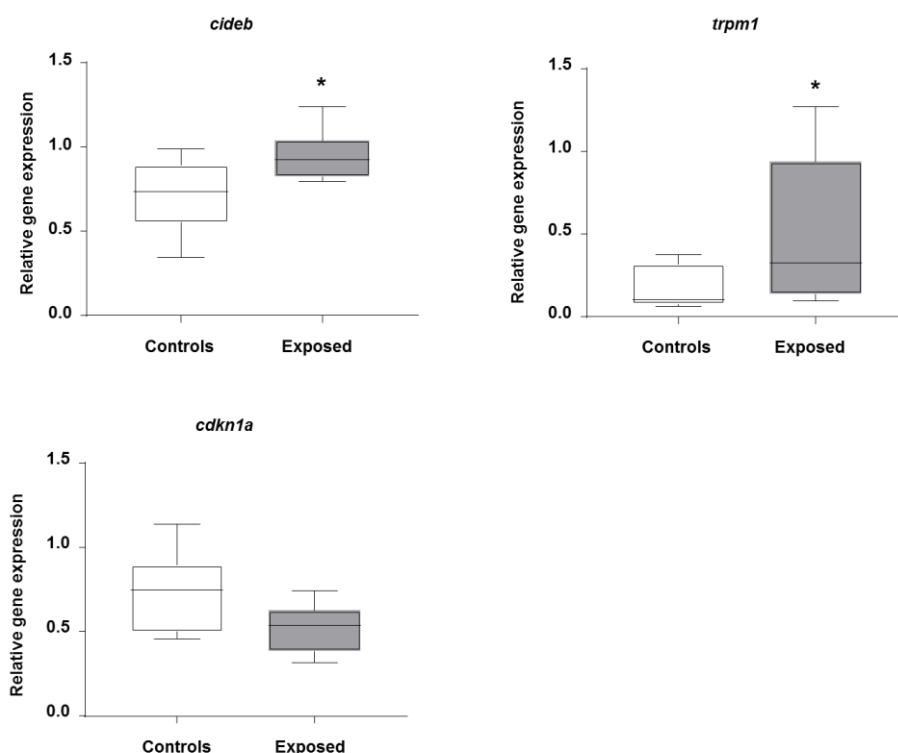 cideb
1.5
*
1.0
0.5
0.0
Relative gene expression
Controls Exposed
trpm1
1.5
*
1.0
0.5
0.0
Relative gene expression
Controls Exposed
cdkn1a
1.5
1.0
0.5
0.0
Relative gene expression
Controls Exposed